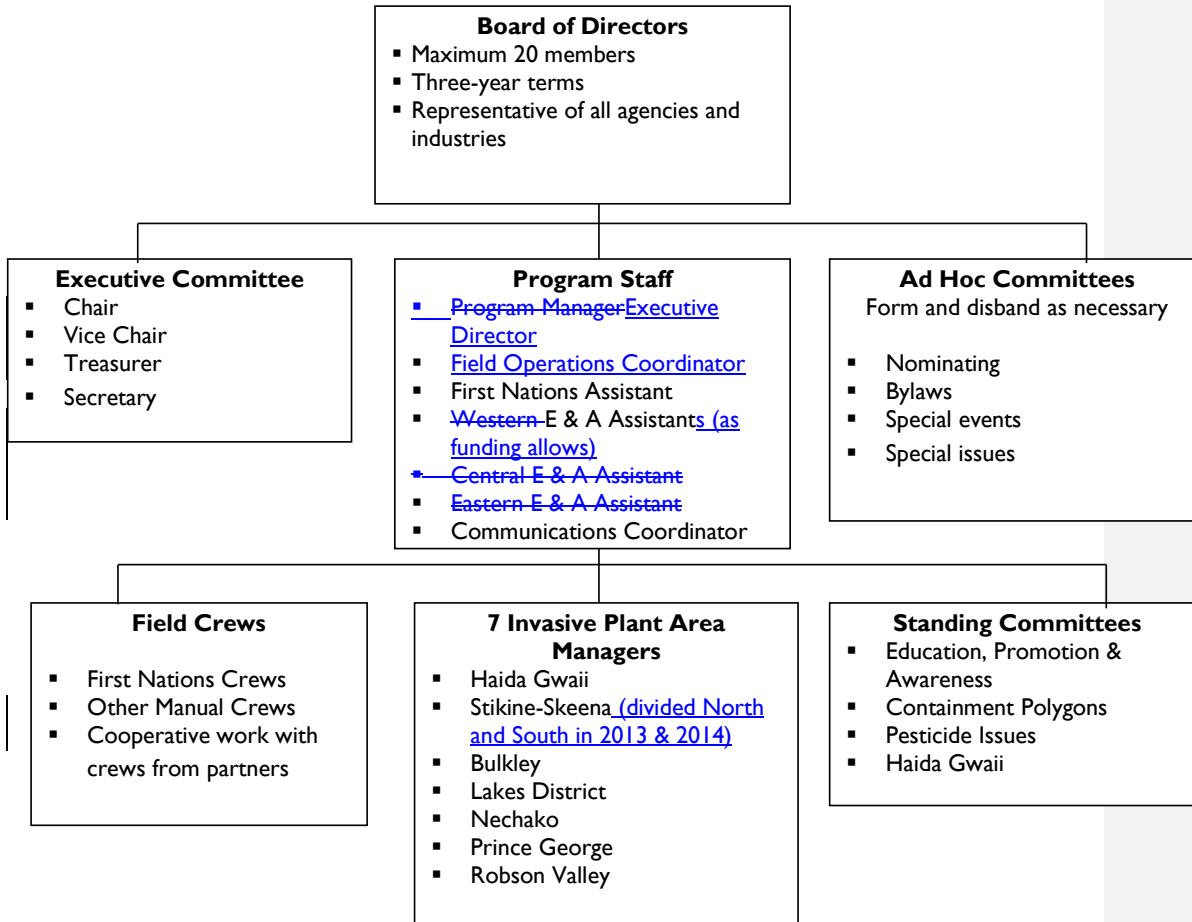 Board of Directors
▪ Maximum 20 members
▪ Three-year terms
▪ Representative of all agencies and
industries
Executive Committee
▪ Chair
▪ Vice Chair
▪ Treasurer
▪ Secretary
Program Staff
▪ Program ManagerExecutive
Director
▪ Field Operations Coordinator
▪ First Nations Assistant
▪ Western E & A Assistants (as
funding allows)
▪ Central E & A Assistant
▪ Eastern E & A Assistant
▪ Communications Coordinator
Ad Hoc Committees
Form and disband as necessary
▪ Nominating
▪ Bylaws
▪ Special events
▪ Special issues
Field Crews
▪ First Nations Crews
▪ Other Manual Crews
▪ Cooperative work with
crews from partners
7 Invasive Plant Area
Managers
▪ Haida Gwaii
▪ Stikine-Skeena (divided North
and South in 2013 & 2014)
▪ Bulkley
▪ Lakes District
▪ Nechako
▪ Prince George
▪ Robson Valley
Standing Committees
▪ Education, Promotion &
Awareness
▪ Containment Polygons
▪ Pesticide Issues
▪ Haida Gwaii